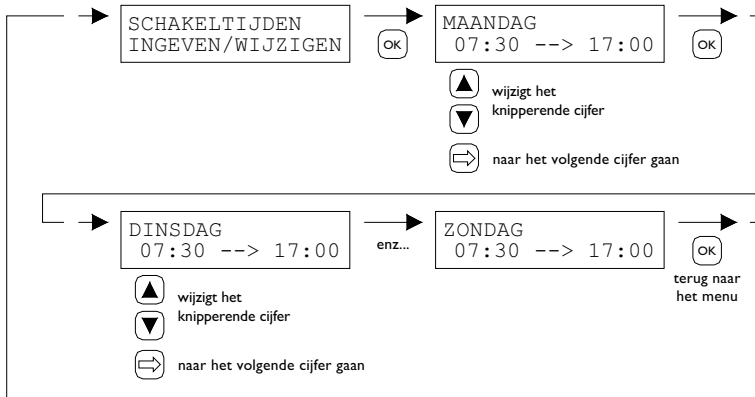 SCHAKELTIJDEN
INGEVEN/WIJZIGEN
OK
MAANDAG
07:30 --> 17:00
OK
wijzigt het
knipperende cijfer
naar het volgende cijfer gaan
DINSDAG
07:30 --> 17:00
enz...
ZONDAG
07:30 --> 17:00
OK
terug naar
het menu
wijzigt het
knipperende cijfer
naar het volgende cijfer gaan